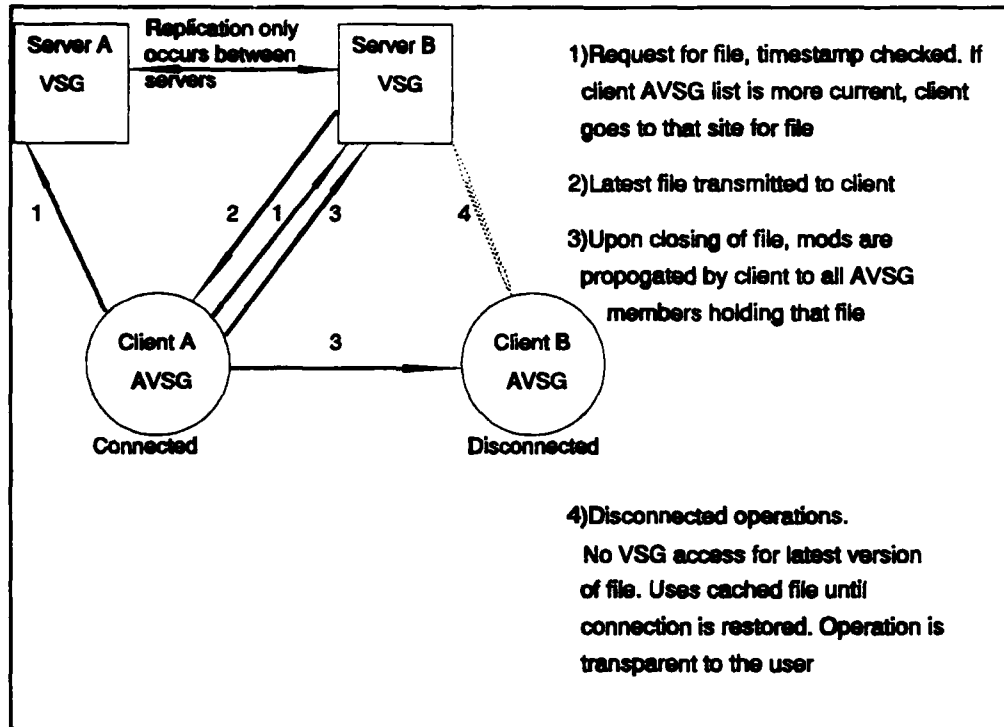 Server A
VSG
Replication only
occurs between
servers
Server B
VSG
1
2
1
3
4
Client A
AVSG
Connected
3
Client B
AVSG
Disconnected
1)Request for file, timestamp checked. If
client AVSG list is more current, client
goes to that site for file
2)Latest file transmitted to client
3)Upon closing of file, mods are
propogated by client to all AVSG
members holding that file
4)Disconnected operations.
No VSG access for latest version
of file. Uses cached file until
connection is restored. Operation is
transparent to the user